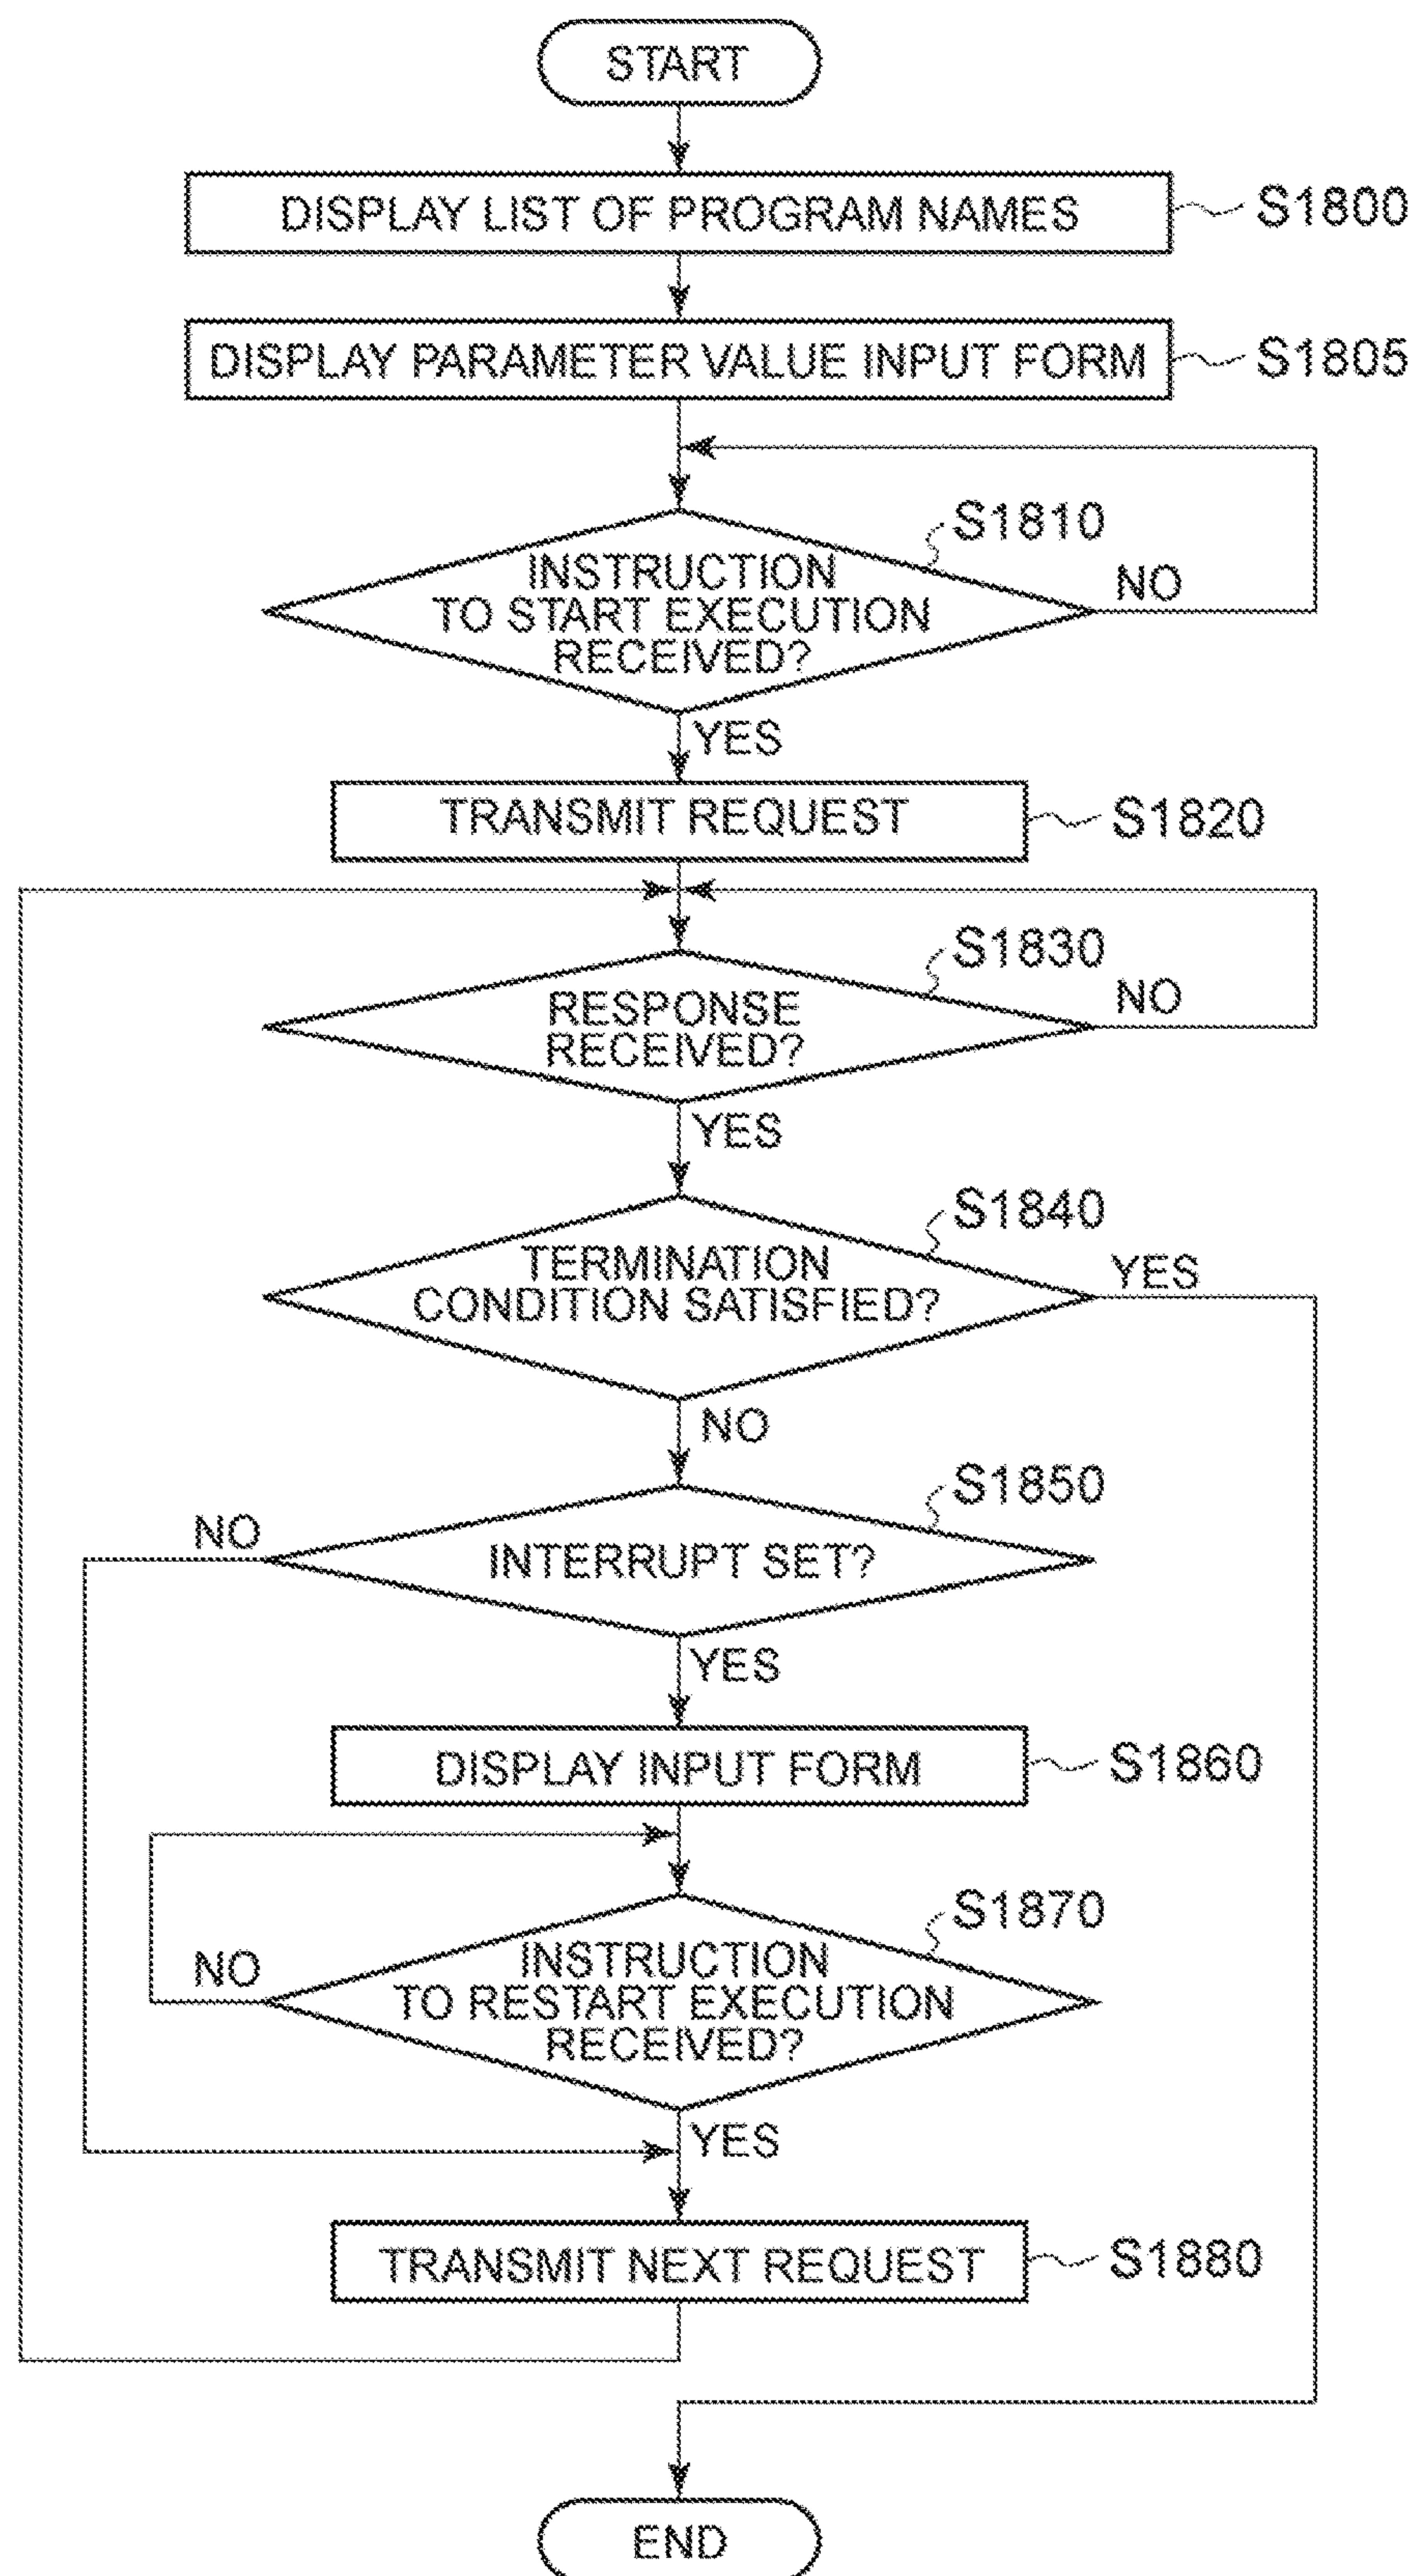 START
DISPLAY LIST OF PROGRAM NAMES
S1800
DISPLAY PARAMETER VALUE INPUT FORM
S1805
S1810
INSTRUCTION
TO START EXECUTION
RECEIVED?
NO
YES
TRANSMIT REQUEST
S1820
S1830
RESPONSE
RECEIVED?
NO
YES
S1840
TERMINATION
CONDITION SATISFIED?
YES
NO
S1850
NO
INTERRUPT SET?
YES
DISPLAY INPUT FORM
S1860
S1870
INSTRUCTION
TO RESTART EXECUTION
RECEIVED?
NO
YES
TRANSMIT NEXT REQUEST
S1880
END